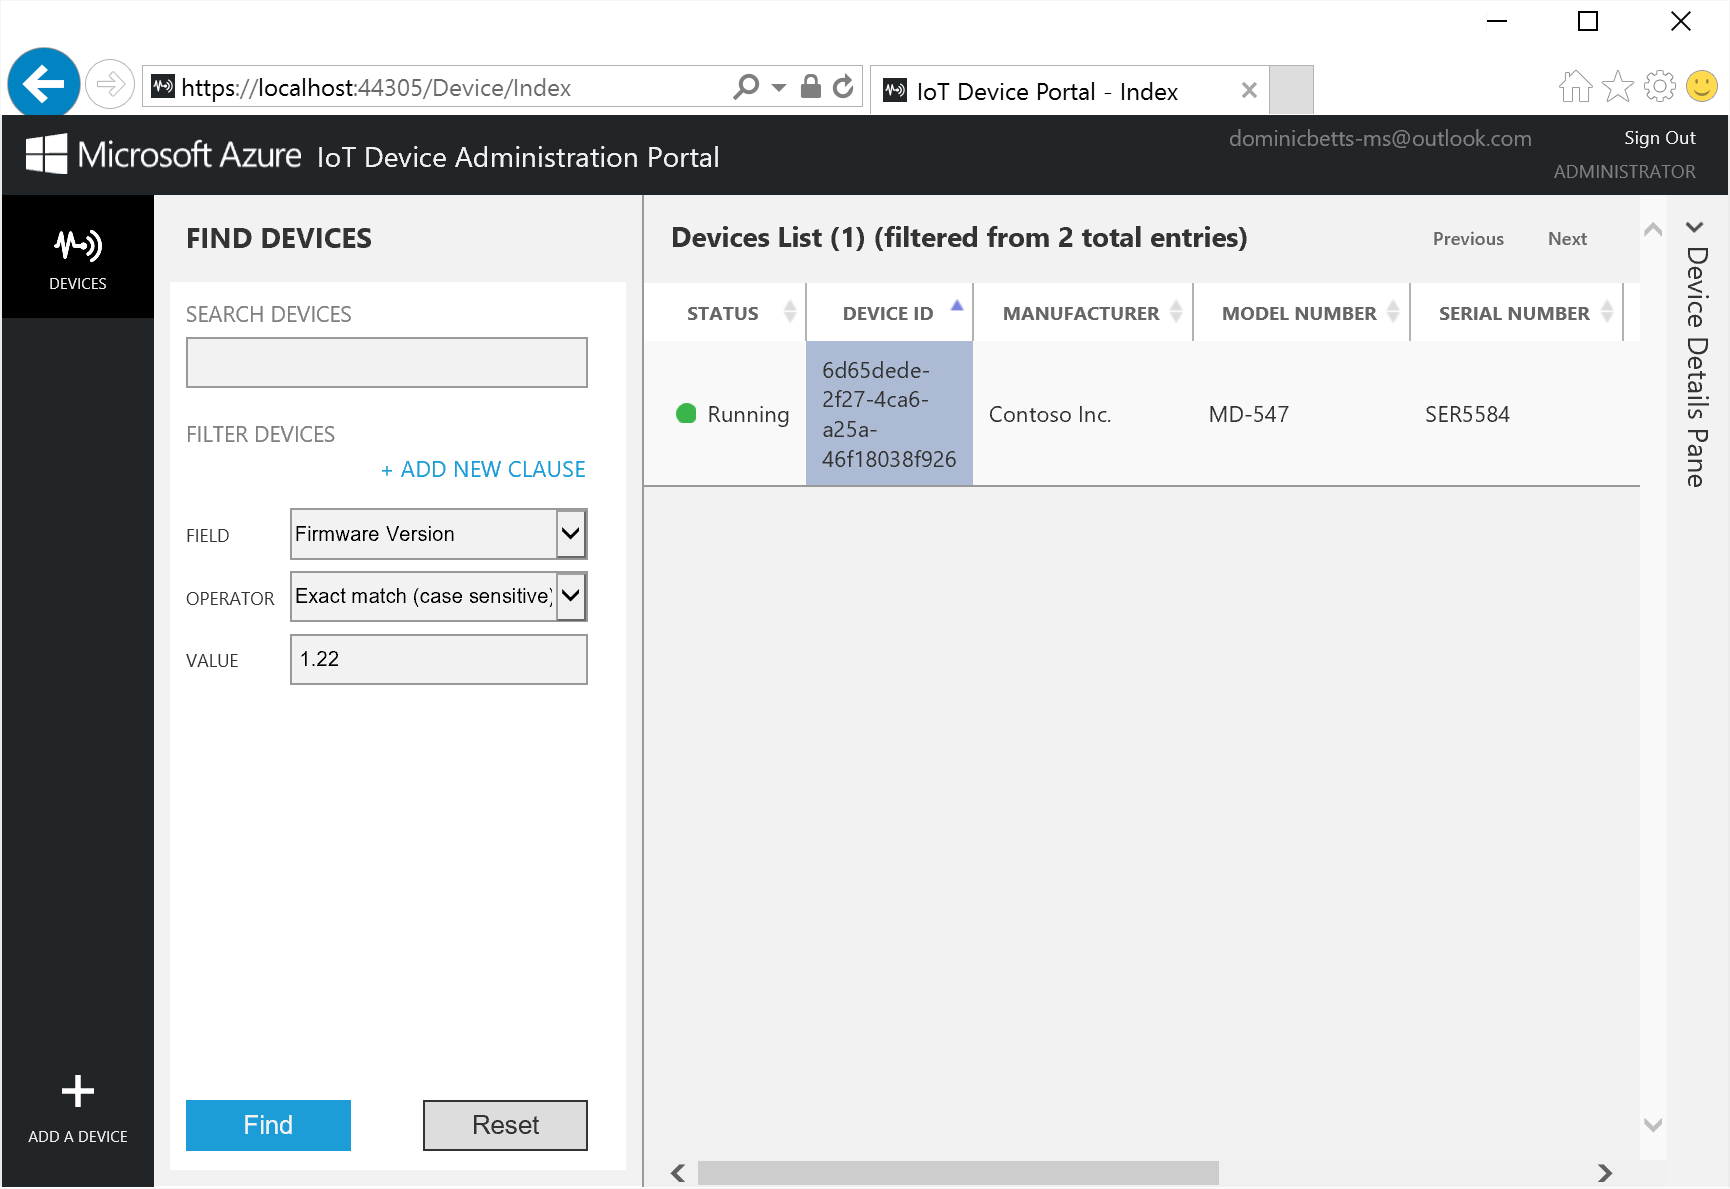 https://localhost:44305/Device/Index
IoT Device Portal - Index
Microsoft Azure IoT Device Administration Portal
dominicbetts-ms@outlook.com
Sign Out
ADMINISTRATOR
DEVICES
FIND DEVICES
SEARCH DEVICES
FILTER DEVICES
+ ADD NEW CLAUSE
FIELD
Firmware Version
OPERATOR
Exact match (case sensitive)
VALUE
1.22
Find
Reset
ADD A DEVICE
Devices List (1) (filtered from 2 total entries)
Previous
Next
STATUS
DEVICE ID
MANUFACTURER
MODEL NUMBER
SERIAL NUMBER
Running
6d65dede-
2f27-4ca6-
a25a-
46f18038f926
Contoso Inc.
MD-547
SER5584
Device Details Pane